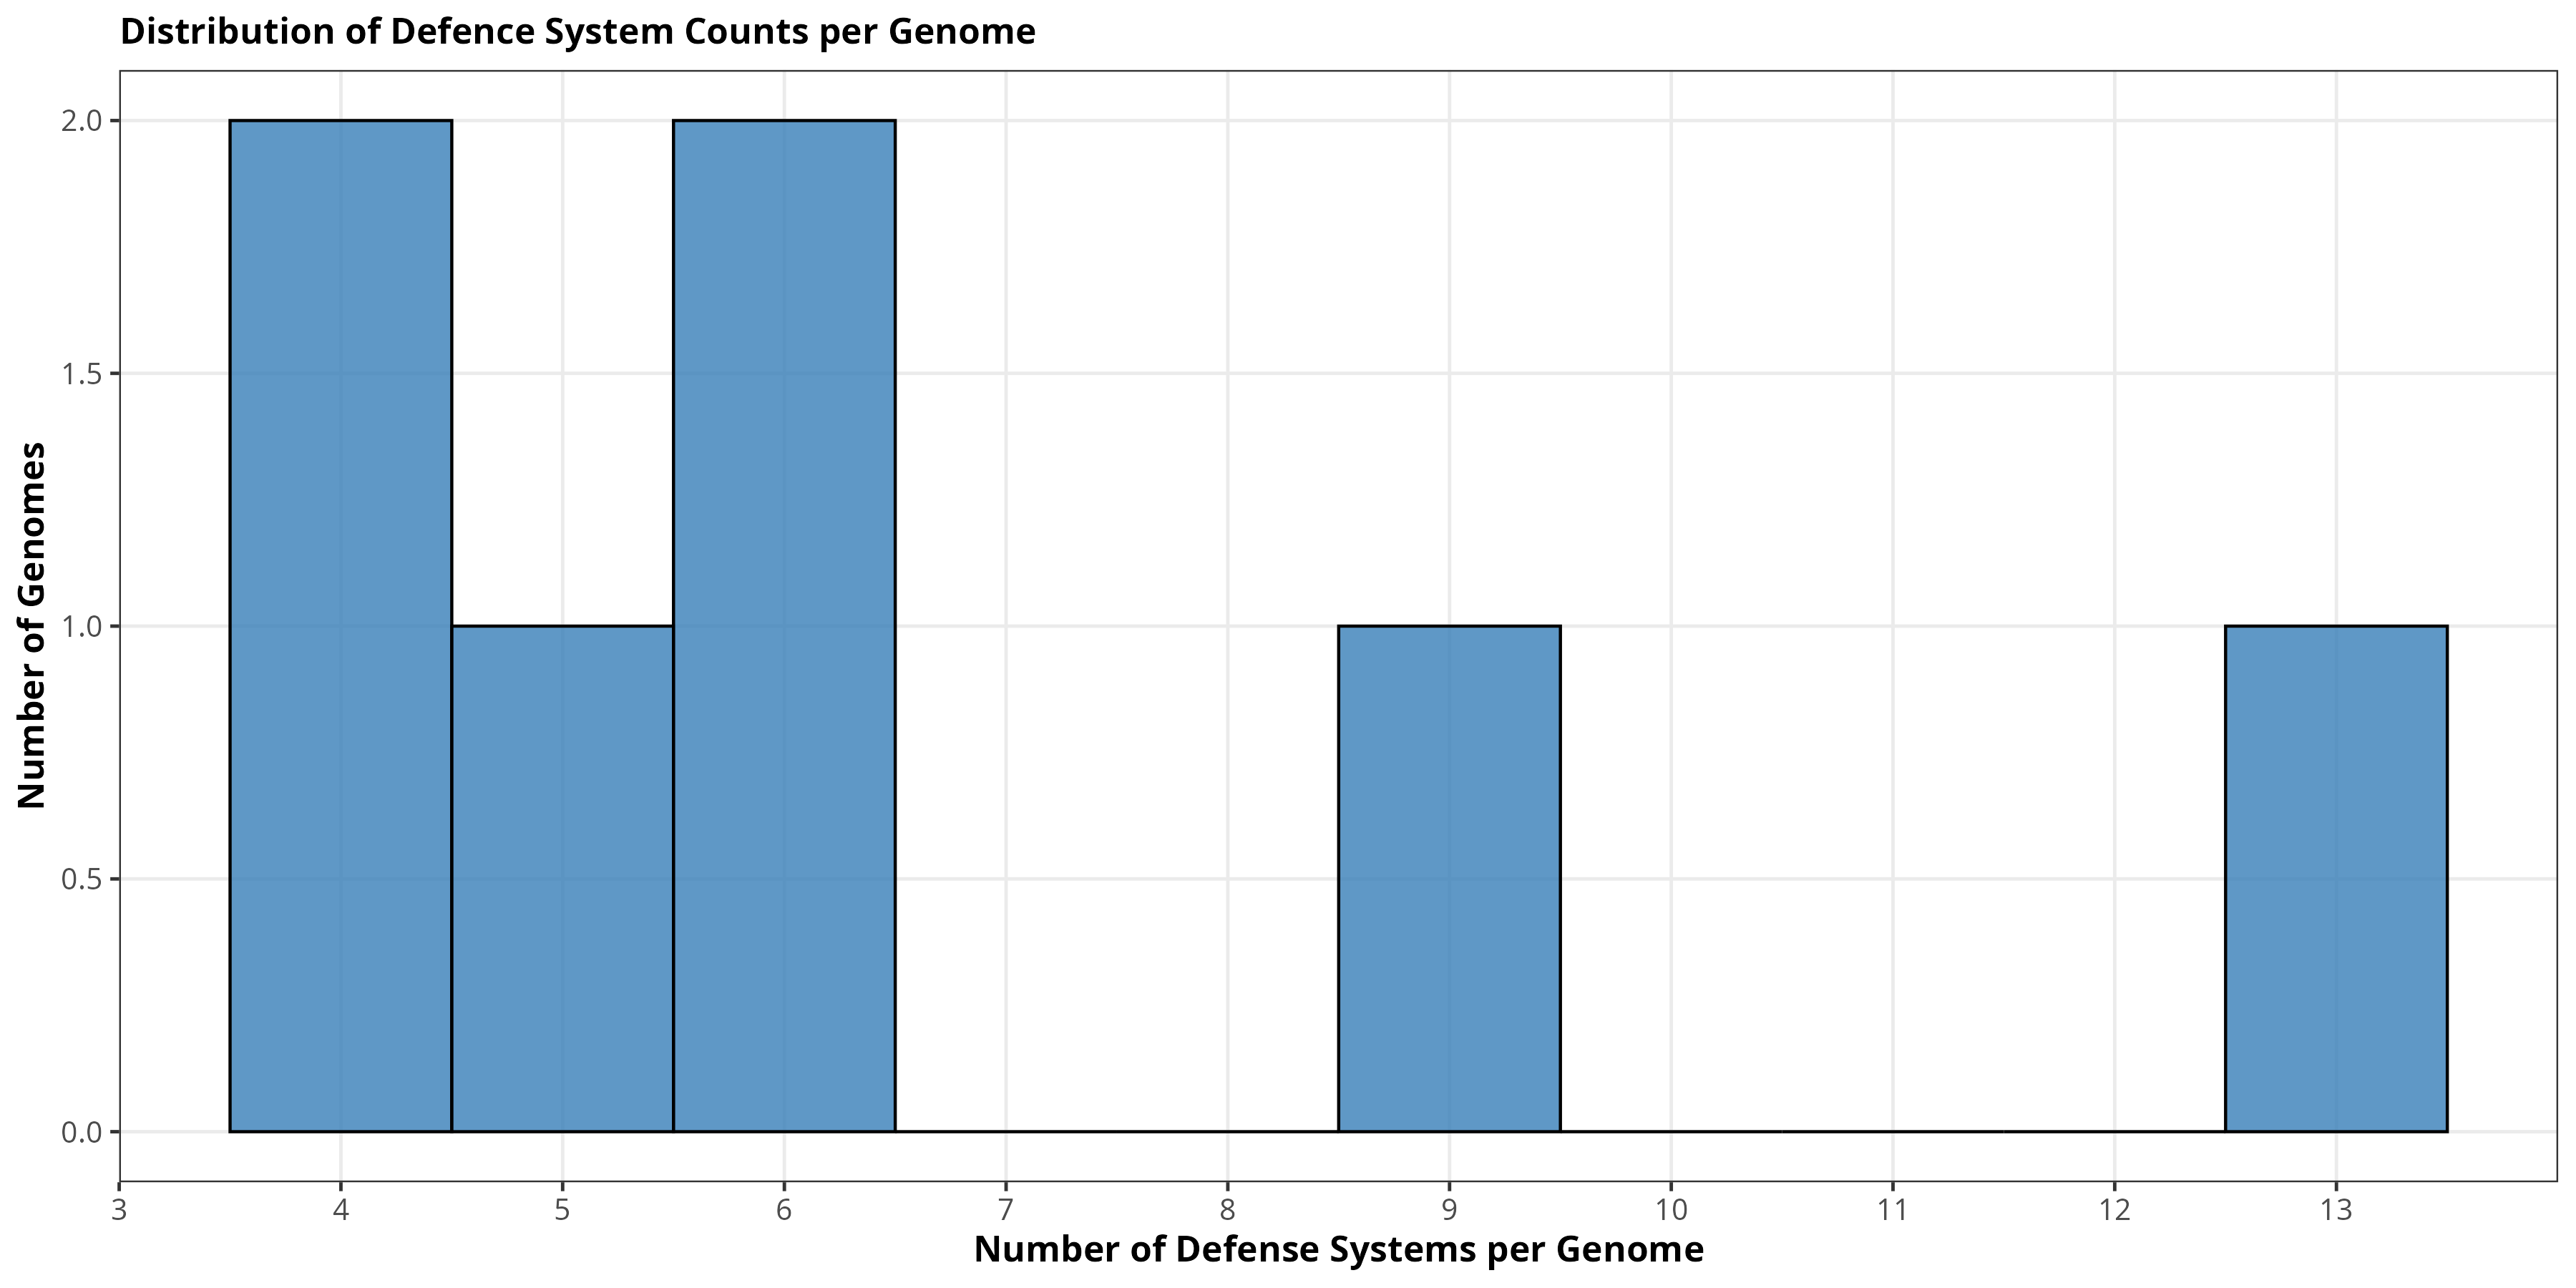 Distribution of Defence System Counts per Genome
Number of Genomes
2.0
1.5
1.0
0.5
0.0
3 4 5 6 7 8 9 10 11 12 13
Number of Defense Systems per Genome